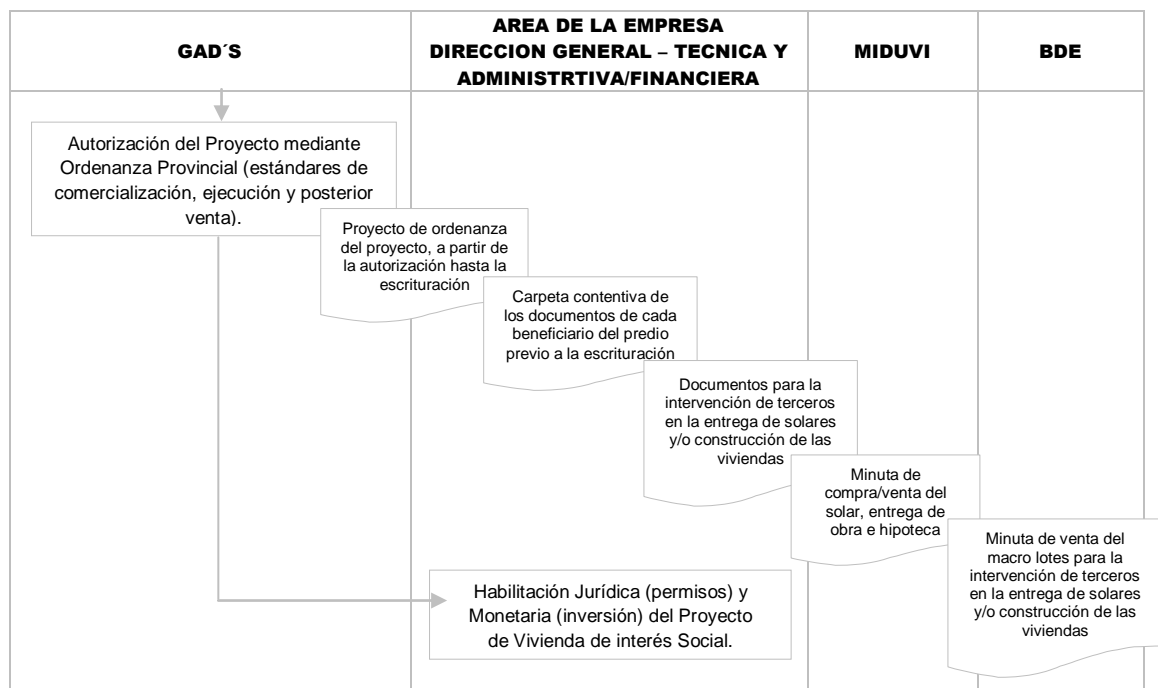 GAD´S
AREA DE LA EMPRESA
DIRECCION GENERAL – TECNICA Y
ADMINISTRTIVA/FINANCIERA
MIDUVI
BDE
Autorización del Proyecto mediante
Ordenanza Provincial (estándares de
comercialización, ejecución y posterior
venta).
Proyecto de ordenanza
del proyecto, a partir de
la autorización hasta la
escrituración
Carpeta contentiva de
los documentos de cada
beneficiario del predio
previo a la escrituración
Documentos para la
intervención de terceros
en la entrega de solares
y/o construcción de las
viviendas
Minuta de
compra/venta del
solar, entrega de
obra e hipoteca
Minuta de venta del
macro lotes para la
intervención de terceros
en la entrega de solares
y/o construcción de las
viviendas
Habilitación Jurídica (permisos) y
Monetaria (inversión) del Proyecto
de Vivienda de interés Social.